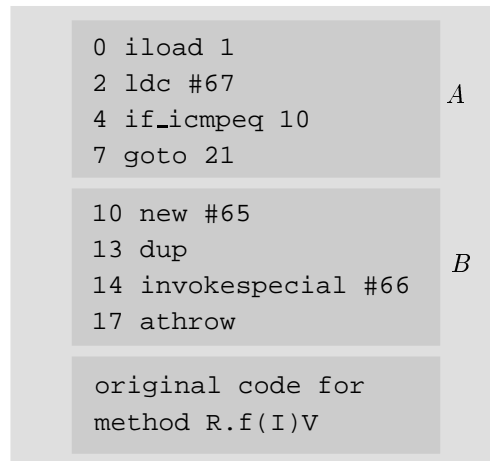 0 iload 1
2 ldc #67
4 if_icmpeq 10
7 goto 21
A
10 new #65
13 dup
14 invokespecial #66
17 athrow
B
original code for
method R.f(I)V